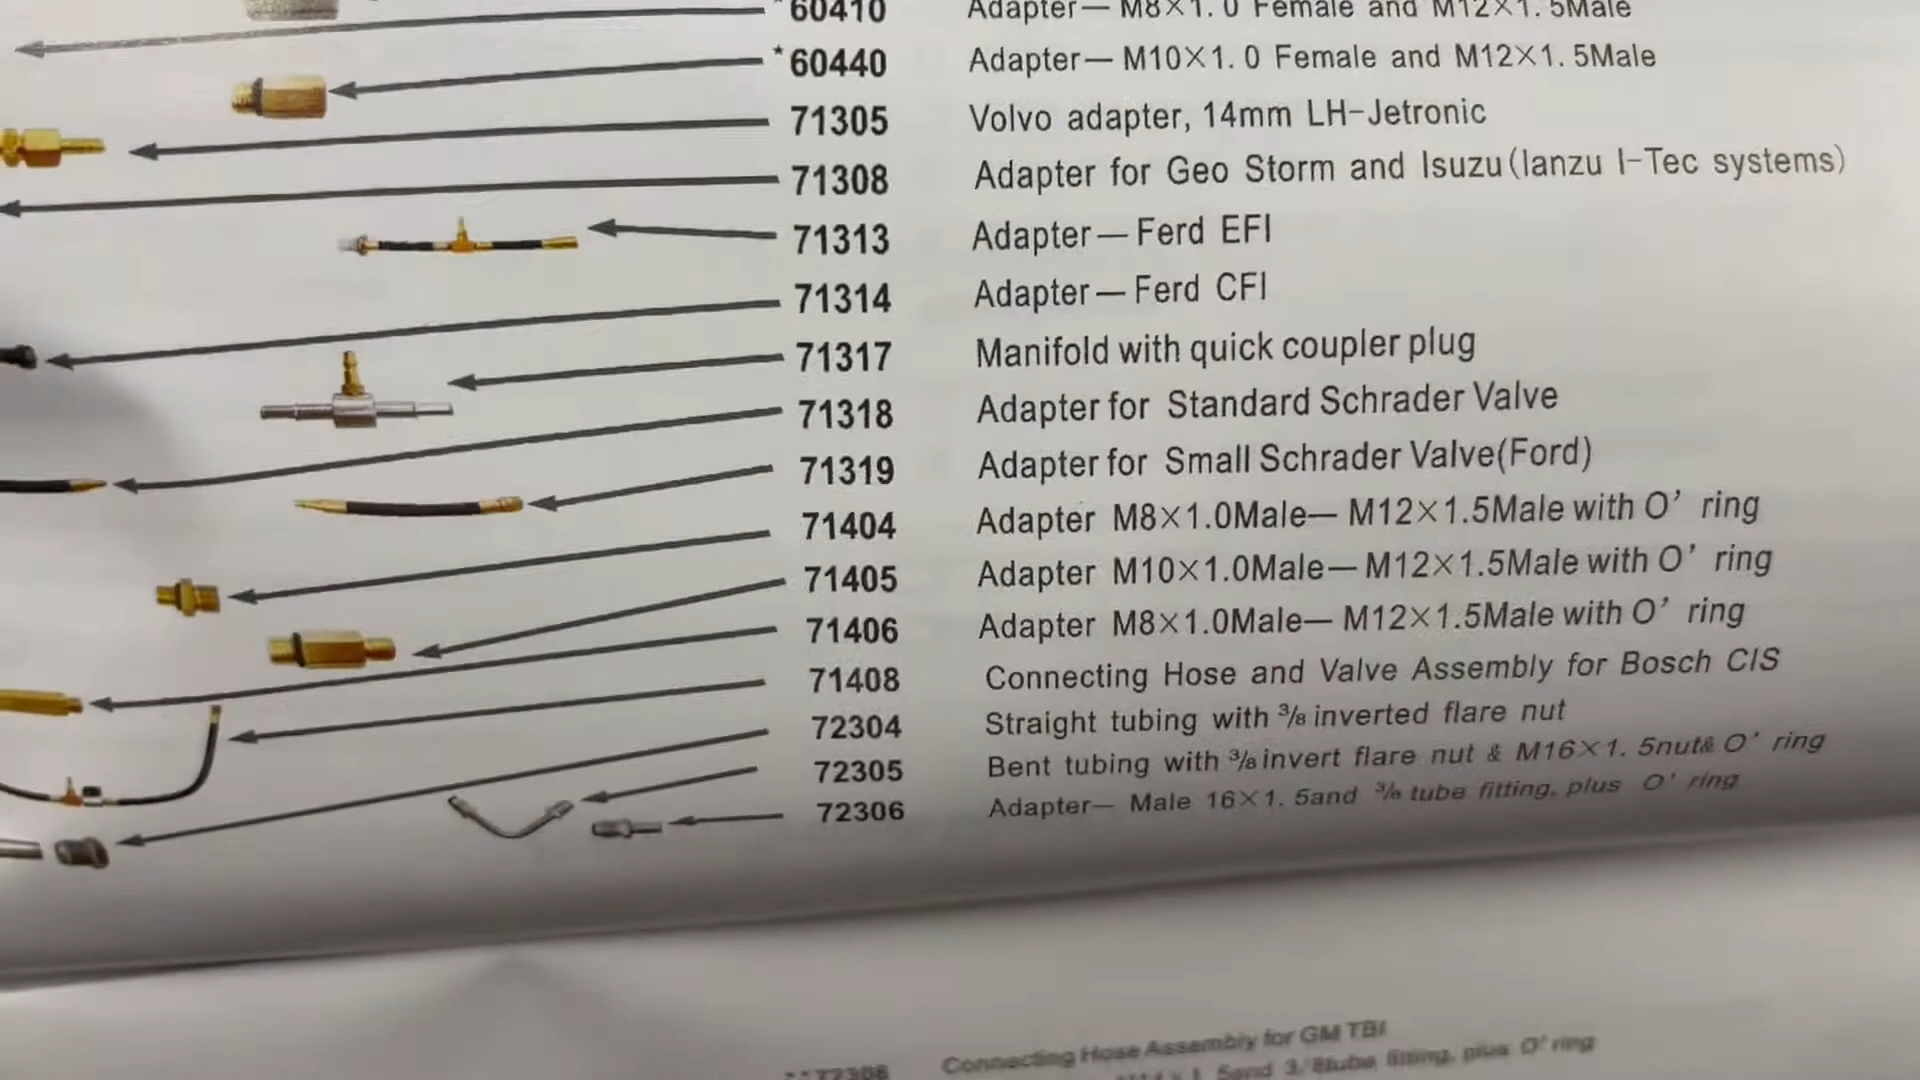 *60410 Adapter— M8×1. 0 Female and M12×1. 5Male
*60440 Adapter— M10×1. 0 Female and M12×1. 5Male
71305 Volvo adapter, 14mm LH-Jetronic
71308 Adapter for Geo Storm and Isuzu(lanzu I-Tec systems)
71313 Adapter—Ferd EFI
71314 Adapter—Ferd CFI
71317 Manifold with quick coupler plug
71318 Adapter for Standard Schrader Valve
71319 Adapter for Small Schrader Valve(Ford)
71404 Adapter M8×1.0Male— M12×1.5Male with O’ ring
71405 Adapter M10×1.0Male— M12×1.5Male with O’ ring
71406 Adapter M8×1.0Male— M12×1.5Male with O’ ring
71408 Connecting Hose and Valve Assembly for Bosch CIS
72304 Straight tubing with ³/₈ inverted flare nut
72305 Bent tubing with ³/₈ invert flare nut & M16×1. 5nut& O’ ring
72306 Adapter— Male 16×1. 5and ³/₈ tube fitting, plus O’ ring
**72308 Connecting Hose Assembly for GM TBI
5and 3/8tube fitting, plus O’ ring